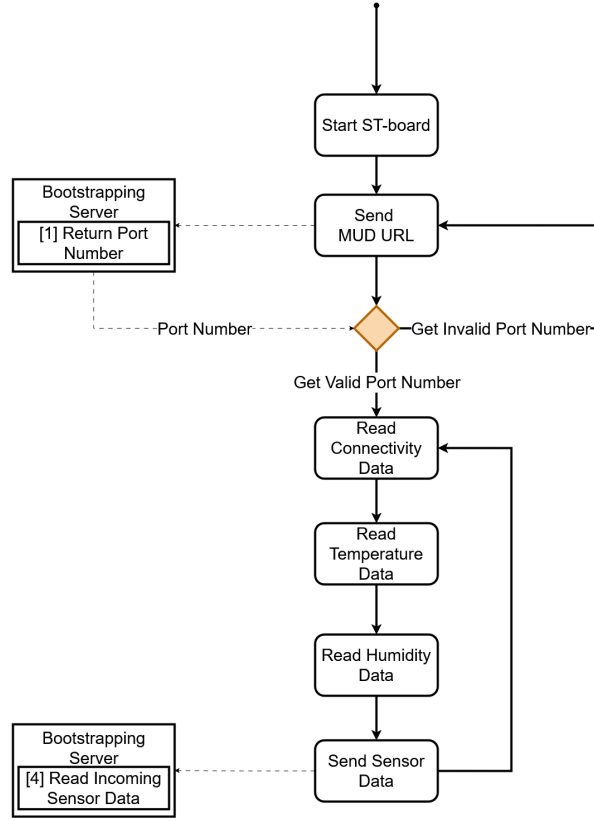 Start ST-board
Bootstrapping
Server
[1] Return Port
Number
Send
MUD URL
Port Number
Get Invalid Port Number
Get Valid Port Number
Read
Connectivity
Data
Read
Temperature
Data
Read Humidity
Data
Bootstrapping
Server
[4] Read Incoming
Sensor Data
Send Sensor
Data